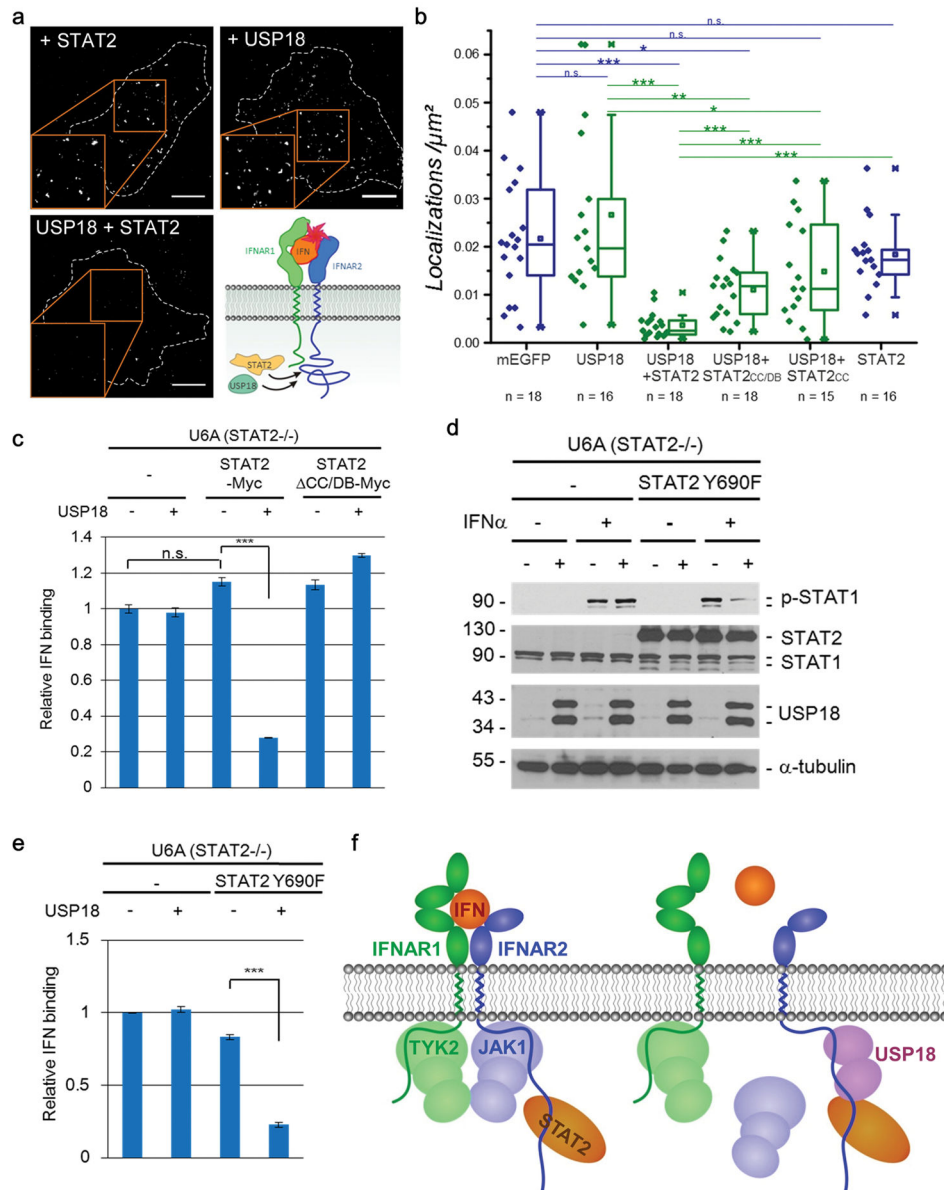 a
+ STAT2
+ USP18
USP18 + STAT2
IFNAR1
IFN
IFNAR2
STAT2
USP18
b
n.s.
n.s.
*
***
n.s.
***
**
*
***
***
***
Localizations /µm²
0.06
0.05
0.04
0.03
0.02
0.01
0.00
mEGFP
USP18
USP18 +STAT2
USP18+ STAT2CC/DB
USP18+ STAT2CC
STAT2
n = 18
n = 16
n = 18
n = 18
n = 15
n = 16
c
U6A (STAT2-/-)
-
STAT2 -Myc
STAT2 ΔCC/DB-Myc
USP18 - + - + - +
Relative IFN binding
1.4
1.2
1
0.8
0.6
0.4
0.2
0
n.s.
***
d
U6A (STAT2-/-)
- STAT2 Y690F
IFNα - + - +
- + - + - + - +
90 -
p-STAT1
130 -
90 -
STAT2
STAT1
43 -
34 -
USP18
55 -
- α-tubulin
e
U6A (STAT2-/-)
- STAT2 Y690F
USP18 - + - +
Relative IFN binding
1.5
1
0.5
0
***
f
IFN
IFNAR1
IFNAR2
TYK2
JAK1
STAT2
USP18